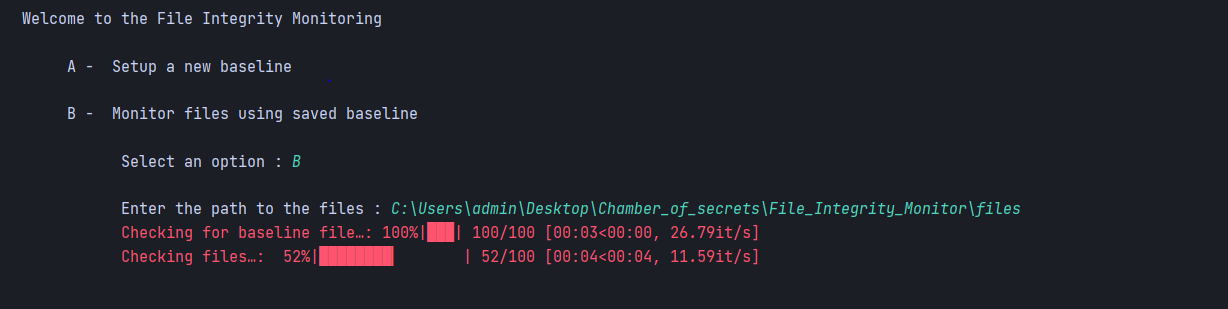 Welcome to the File Integrity Monitoring
A - Setup a new baseline
B - Monitor files using saved baseline
Select an option : B
Enter the path to the files : C:\Users\admin\Desktop\Chamber_of_secrets\File_Integrity_Monitor\files
Checking for baseline file…: 100%|███| 100/100 [00:03<00:00, 26.79it/s]
Checking files…:  52%|████████▏       | 52/100 [00:04<00:04, 11.59it/s]